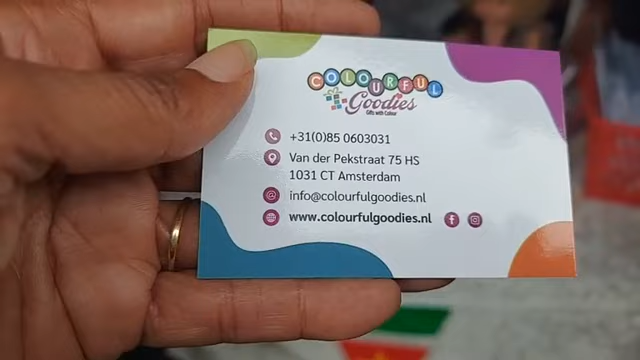 COLOURFUL
Goodies
Gifts with Colour
+31(0)85 0603031
Van der Pekstraat 75 HS
1031 CT Amsterdam
info@colourfulgoodies.nl
www.colourfulgoodies.nl